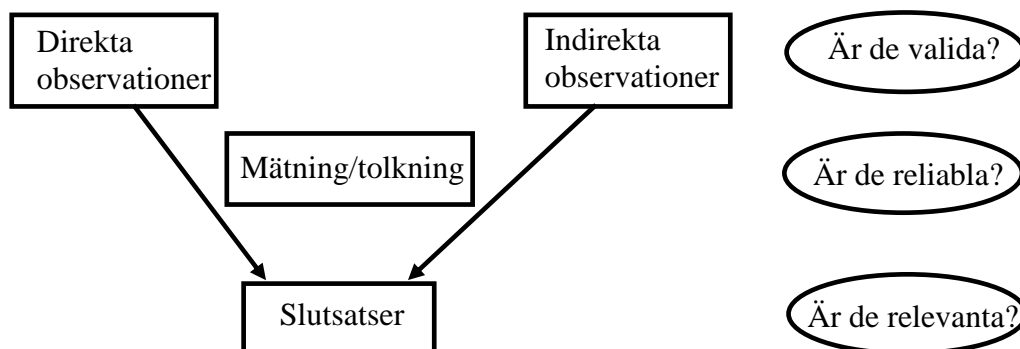 Direkta
observationer
Indirekta
observationer
Är de valida?
Mätning/tolkning
Är de reliabla?
Slutsatser
Är de relevanta?